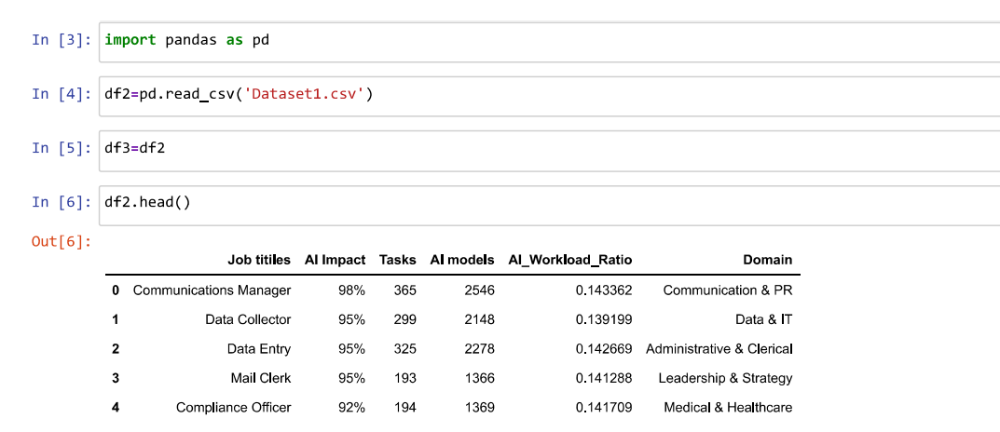 In [3]: import pandas as pd
In [4]: df2=pd.read_csv('Dataset1.csv')
In [5]: df3=df2
In [6]: df2.head()
Out[6]:
Job titiles AI Impact Tasks AI models AI_Workload_Ratio Domain
0 Communications Manager 98% 365 2546 0.143362 Communication & PR
1 Data Collector 95% 299 2148 0.139199 Data & IT
2 Data Entry 95% 325 2278 0.142669 Administrative & Clerical
3 Mail Clerk 95% 193 1366 0.141288 Leadership & Strategy
4 Compliance Officer 92% 194 1369 0.141709 Medical & Healthcare